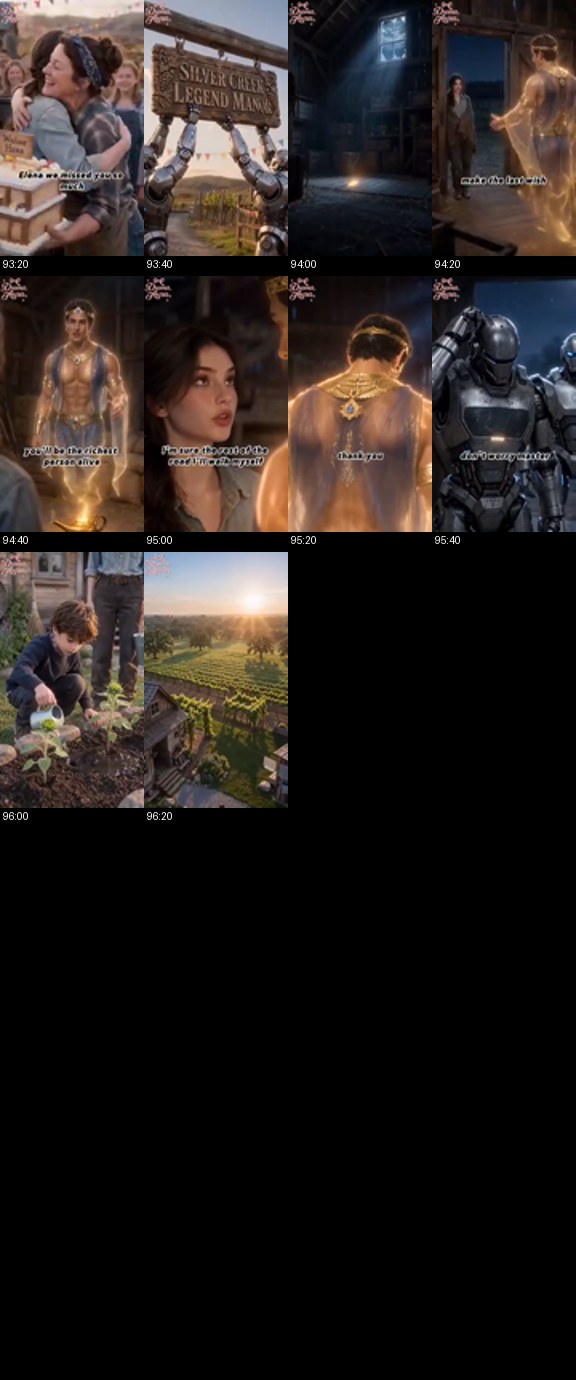 Welcome
Home
Elena we missed you so
much
93:20
SILVER CREEK
LEGEND MANOR
93:40
94:00
make the last wish
94:20
you'll be the richest
person alive
94:40
I'm sure the rest of the
road I'll walk myself
95:00
thank you
95:20
don't worry master
95:40
96:00
96:20